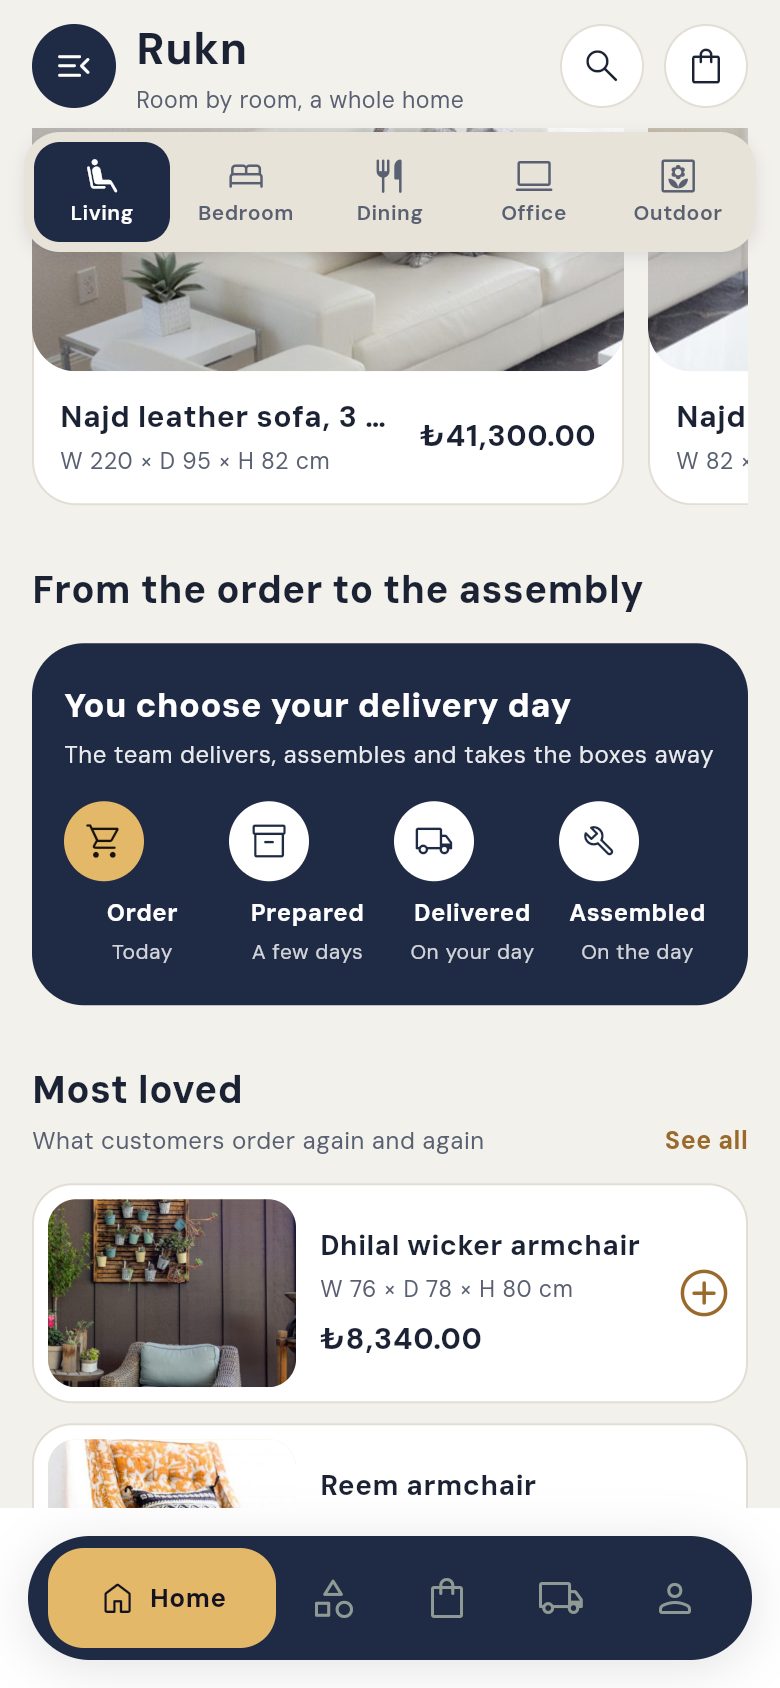 Rukn
Room by room, a whole home
Living
Bedroom
Dining
Office
Outdoor
Najd leather sofa, 3 ...
W 220 × D 95 × H 82 cm
₺41,300.00
Najd
W 82 ×
From the order to the assembly
You choose your delivery day
The team delivers, assembles and takes the boxes away
Order
Prepared
Delivered
Assembled
Today
A few days
On your day
On the day
Most loved
What customers order again and again
See all
Dhilal wicker armchair
W 76 × D 78 × H 80 cm
₺8,340.00
Reem armchair
Home